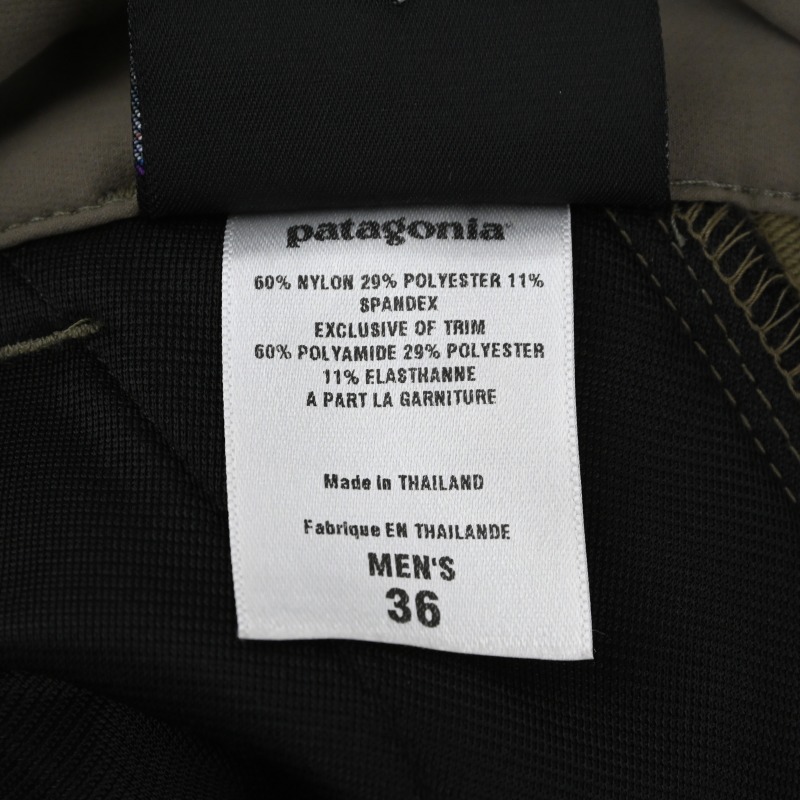 patagonia
60% NYLON 29% POLYESTER 11%
SPANDEX
EXCLUSIVE OF TRIM
60% POLYAMIDE 29% POLYESTER
11% ELASTHANNE
A PART LA GARNITURE
Made in THAILAND
Fabrique EN THAILANDE
MEN'S
36